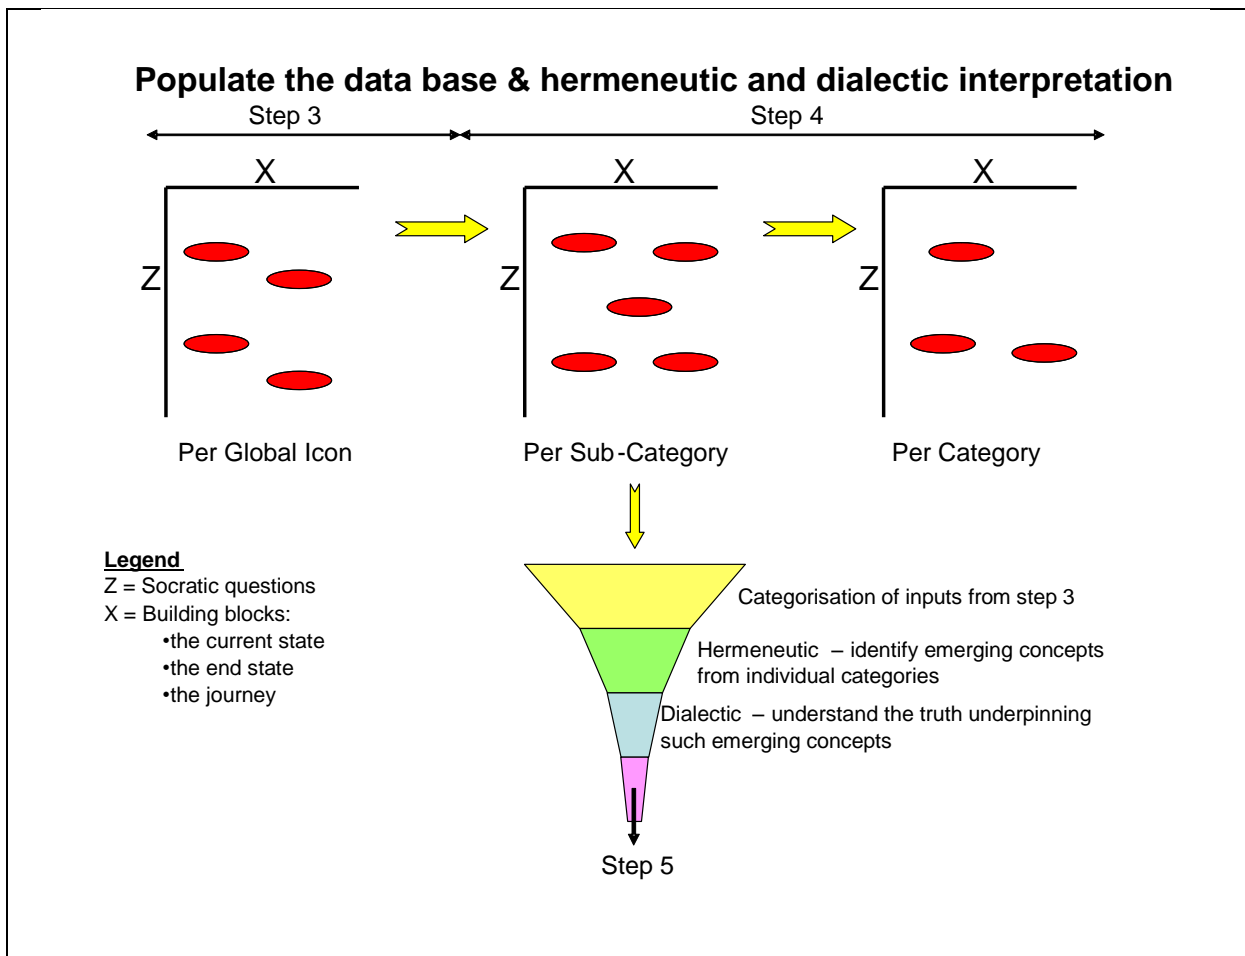 Populate the data base & hermeneutic and dialectic interpretation
Step 3
Step 4
X
X
X
Z
Z
Z
Per Global Icon
Per Sub-Category
Per Category
Legend
Z = Socratic questions
X = Building blocks:
•the current state
•the end state
•the journey
Categorisation of inputs from step 3
Hermeneutic – identify emerging concepts
from individual categories
Dialectic – understand the truth underpinning
such emerging concepts
Step 5